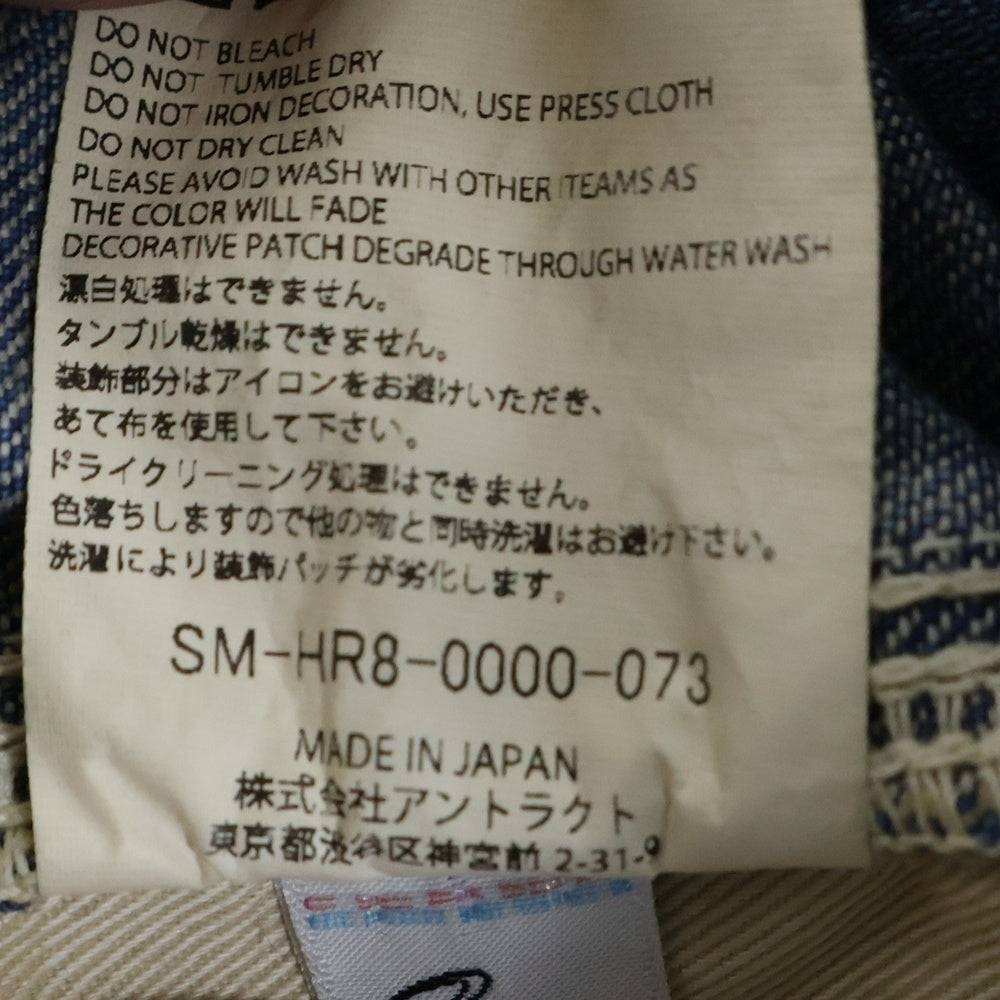 DO NOT BLEACH
DO NOT TUMBLE DRY
DO NOT IRON DECORATION, USE PRESS CLOTH
DO NOT DRY CLEAN
PLEASE AVOID WASH WITH OTHER ITEAMS AS
THE COLOR WILL FADE
DECORATIVE PATCH DEGRADE THROUGH WATER WASH
漂白処理はできません。
タンブル乾燥はできません。
装飾部分はアイロンをお避けいただき、
あて布を使用して下さい。
ドライクリーニング処理はできません。
色落ちしますので他の物と同時洗濯はお避け下さい。
洗濯により装飾パッチが劣化します。
SM-HR8-0000-073
MADE IN JAPAN
株式会社アントラクト
東京都渋谷区神宮前 2-31-9